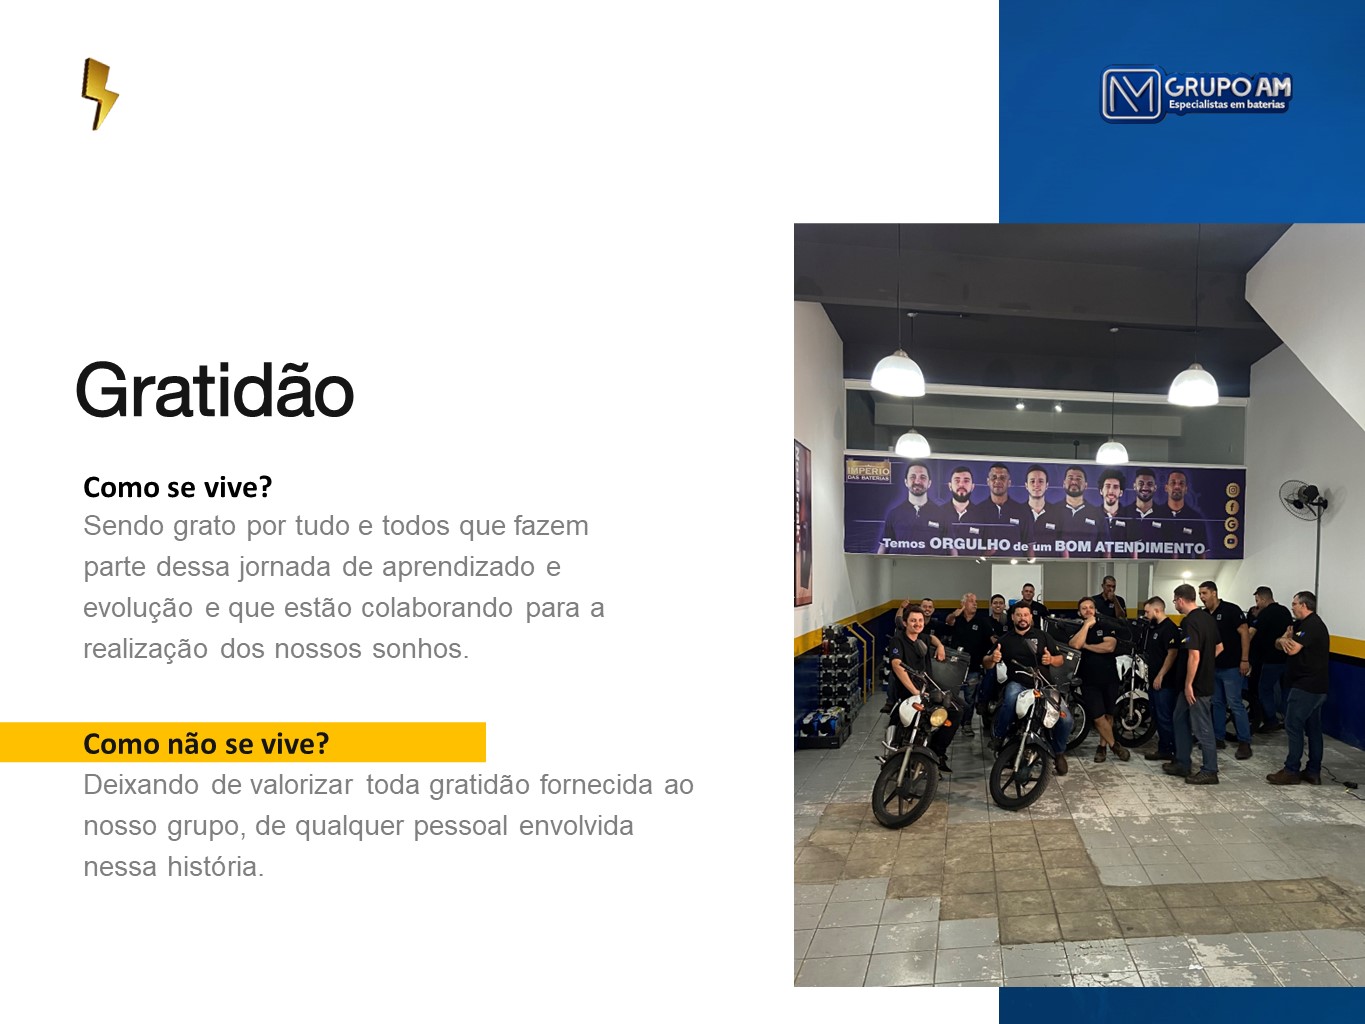 GRUPO AM
Especialistas em baterias
Gratidão
Como se vive?
Sendo grato por tudo e todos que fazem
parte dessa jornada de aprendizado e
evolução e que estão colaborando para a
realização dos nossos sonhos.
Como não se vive?
Deixando de valorizar toda gratidão fornecida ao
nosso grupo, de qualquer pessoal envolvida
nessa história.
IMPÉRIO
DAS BATERIAS
Temos ORGULHO de um BOM ATENDIMENTO